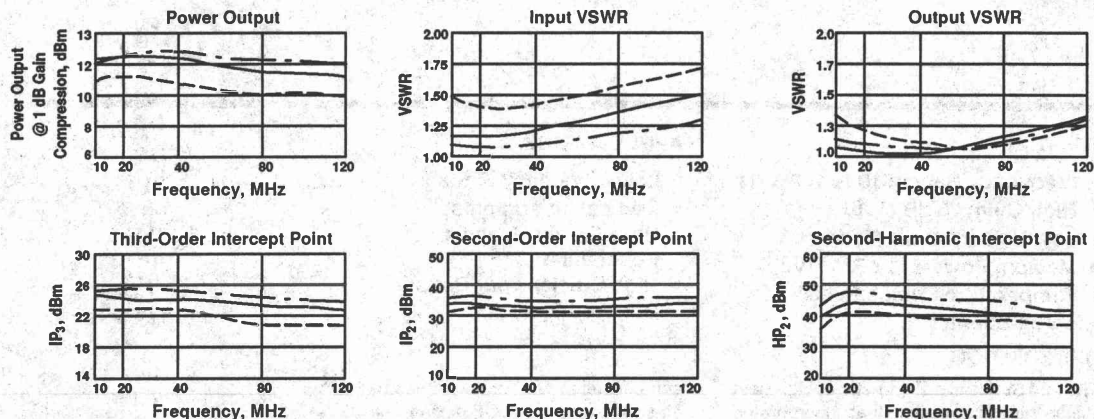 Power Output
Power Output
@ 1 dB Gain
Compression, dBm
13
12
10
8
6
10 20 40 80 120
Frequency, MHz
Input VSWR
VSWR
2.00
1.75
1.50
1.25
1.00
10 20 40 80 120
Frequency, MHz
Output VSWR
VSWR
2.0
1.7
1.5
1.3
1.0
10 20 40 80 120
Frequency, MHz
Third-Order Intercept Point
IP3, dBm
30
26
22
18
14
10 20 40 80 120
Frequency, MHz
Second-Order Intercept Point
IP2, dBm
50
40
30
20
10
10 20 40 80 120
Frequency, MHz
Second-Harmonic Intercept Point
HP2, dBm
60
50
40
30
20
10 20 40 80 120
Frequency, MHz